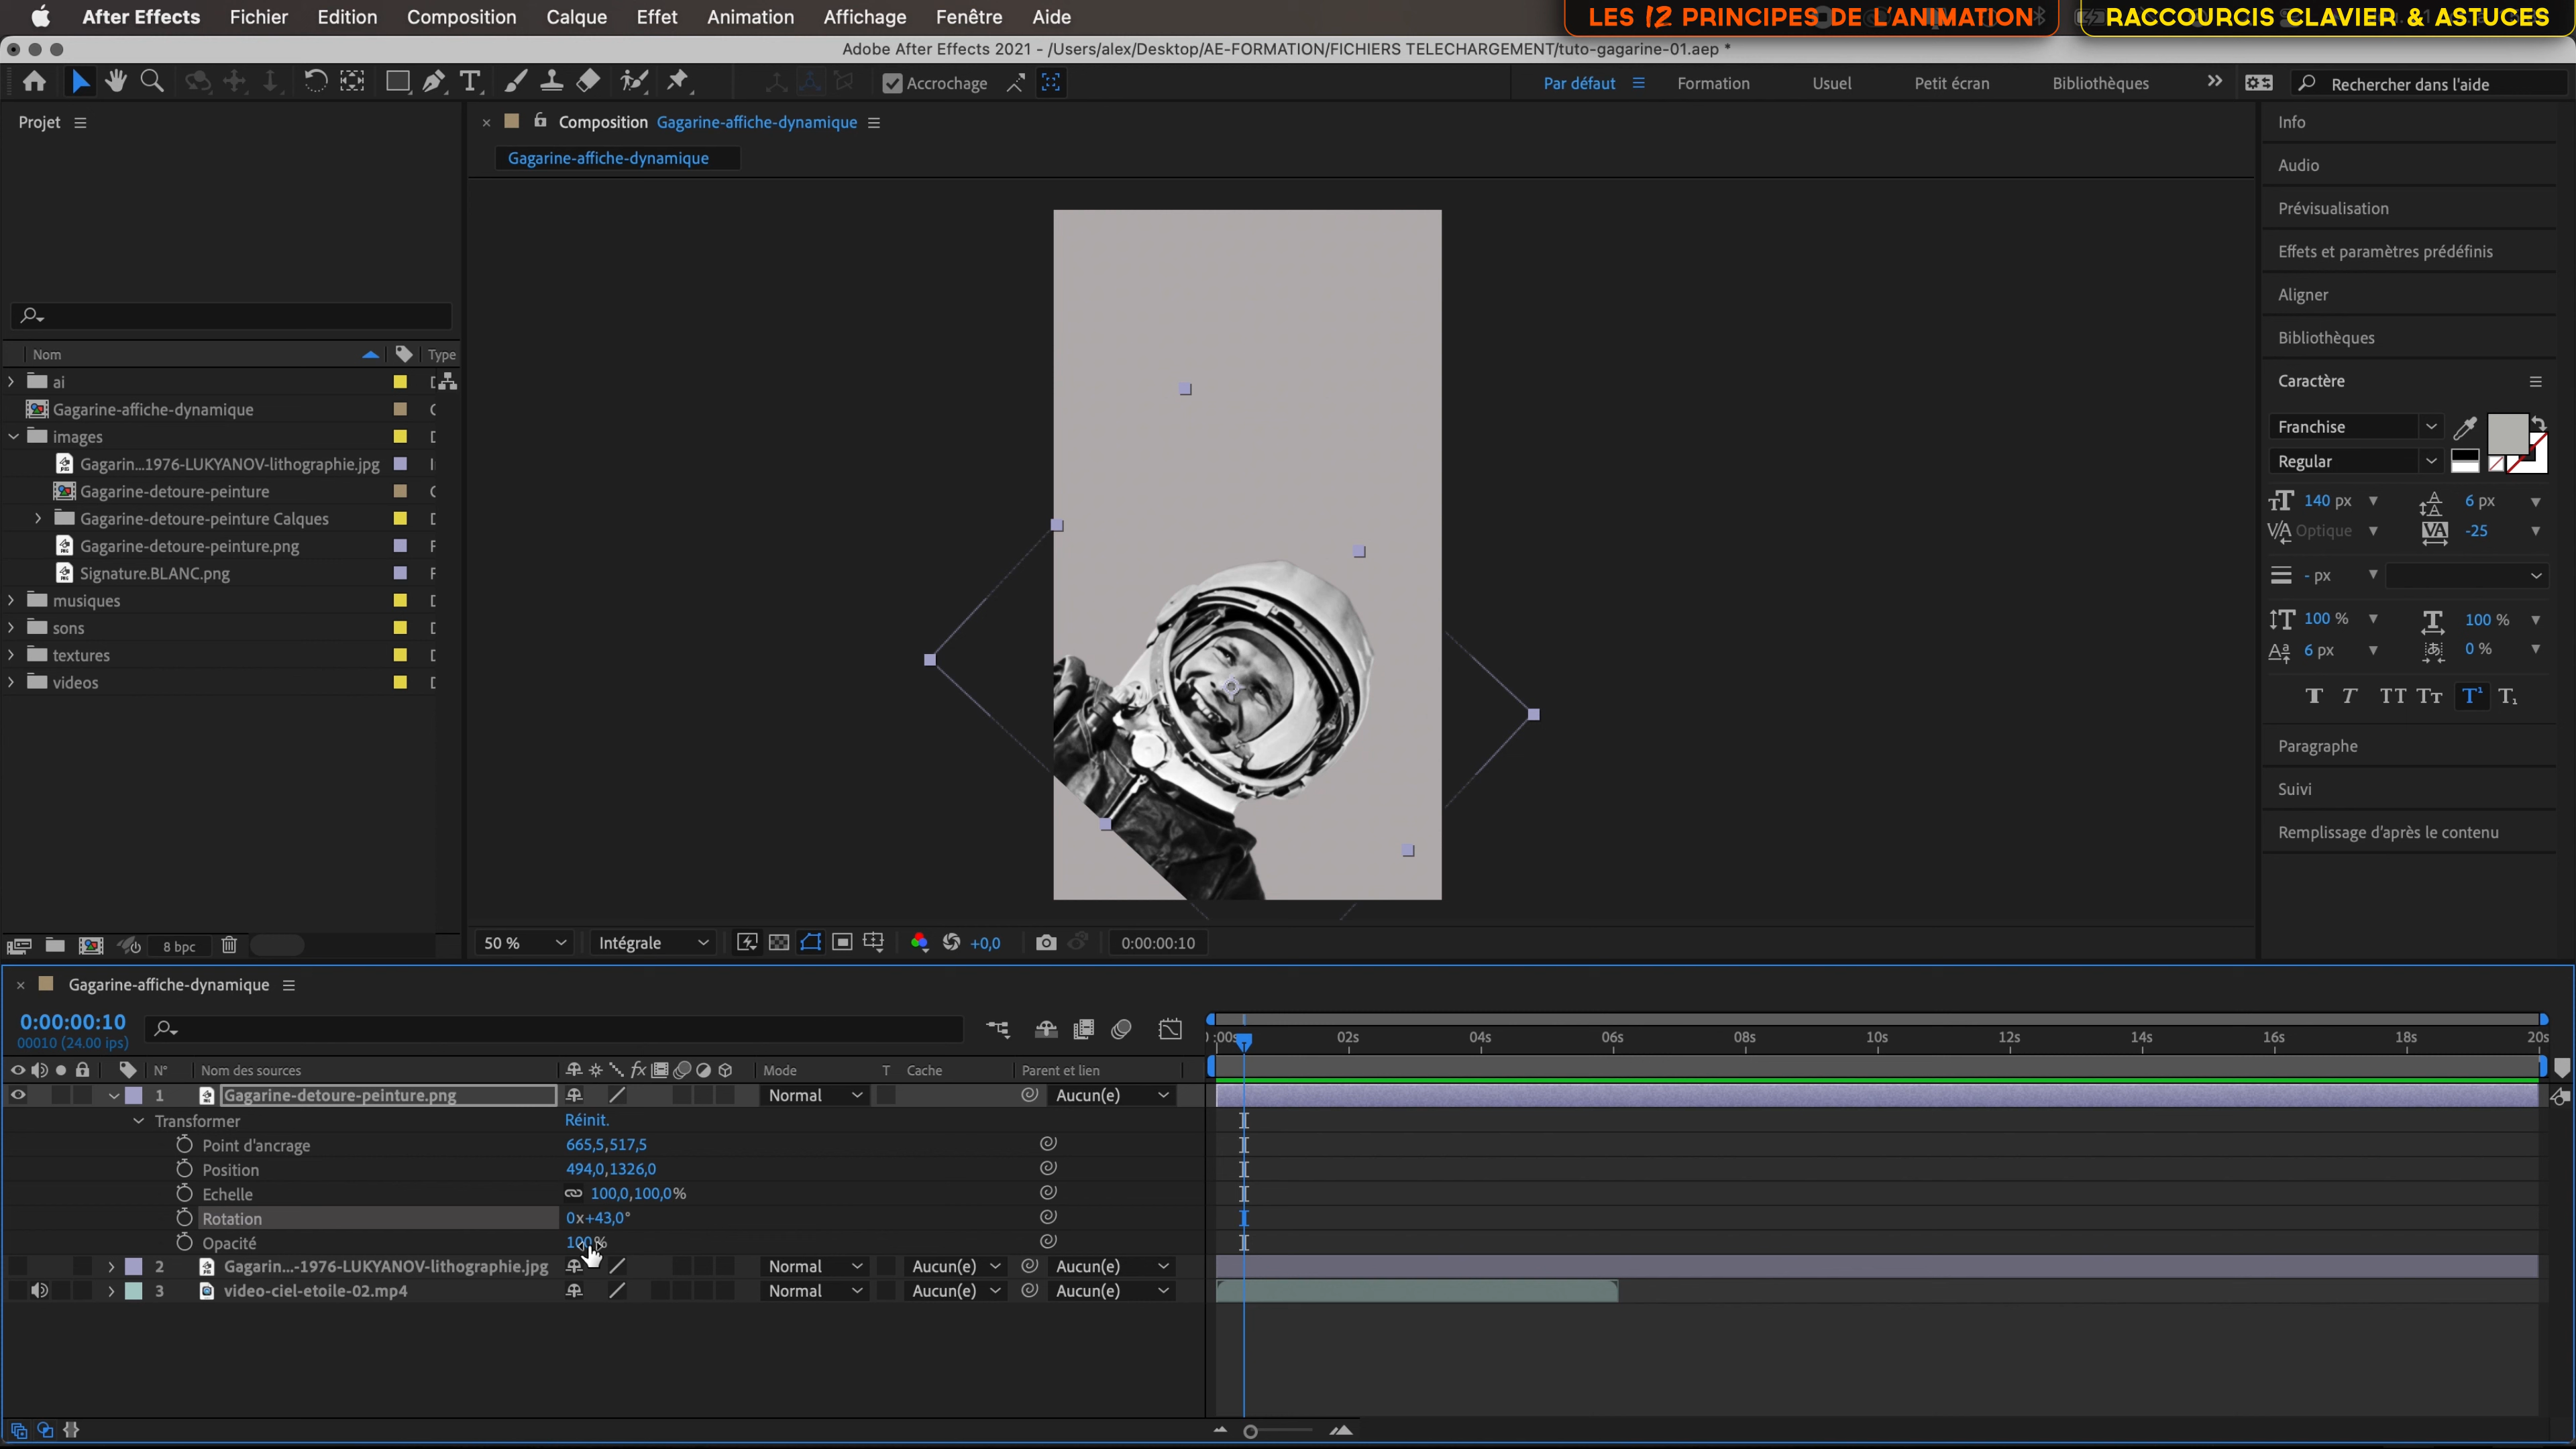 After Effects Fichier Edition Composition Calque Effet Animation Affichage Fenêtre Aide
LES 12 PRINCIPES DE L'ANIMATION
RACCOURCIS CLAVIER & ASTUCES
Adobe After Effects 2021 - /Users/alex/Desktop/AE-FORMATION/FICHIERS TELECHARGEMENT/tuto-gagarine-01.aep *
Accrochage
Par défaut Formation Usuel Petit écran Bibliothèques Rechercher dans l'aide
Projet
Composition Gagarine-affiche-dynamique
Gagarine-affiche-dynamique
Nom Type
ai
Gagarine-affiche-dynamique
images
Gagarin...1976-LUKYANOV-lithographie.jpg
Gagarine-detoure-peinture
Gagarine-detoure-peinture Calques
Gagarine-detoure-peinture.png
Signature.BLANC.png
musiques
sons
textures
videos
8 bpc
50 % Intégrale +0,0 0:00:00:10
Info
Audio
Prévisualisation
Effets et paramètres prédéfinis
Aligner
Bibliothèques
Caractère
Franchise
Regular
140 px 6 px
Optique -25
- px
100 % 100 %
6 px 0 %
Paragraphe
Suivi
Remplissage d'après le contenu
Gagarine-affiche-dynamique
0:00:00:10
00010 (24.00 ips)
:00s 02s 04s 06s 08s 10s 12s 14s 16s 18s 20s
N° Nom des sources Mode T Cache Parent et lien
1 Gagarine-detoure-peinture.png Normal Aucun(e)
Transformer Réinit.
Point d'ancrage 665,5,517,5
Position 494,0,1326,0
Echelle 100,0,100,0%
Rotation 0x+43,0°
Opacité 100%
2 Gagarin...-1976-LUKYANOV-lithographie.jpg Normal Aucun(e) Aucun(e)
3 video-ciel-etoile-02.mp4 Normal Aucun(e) Aucun(e)